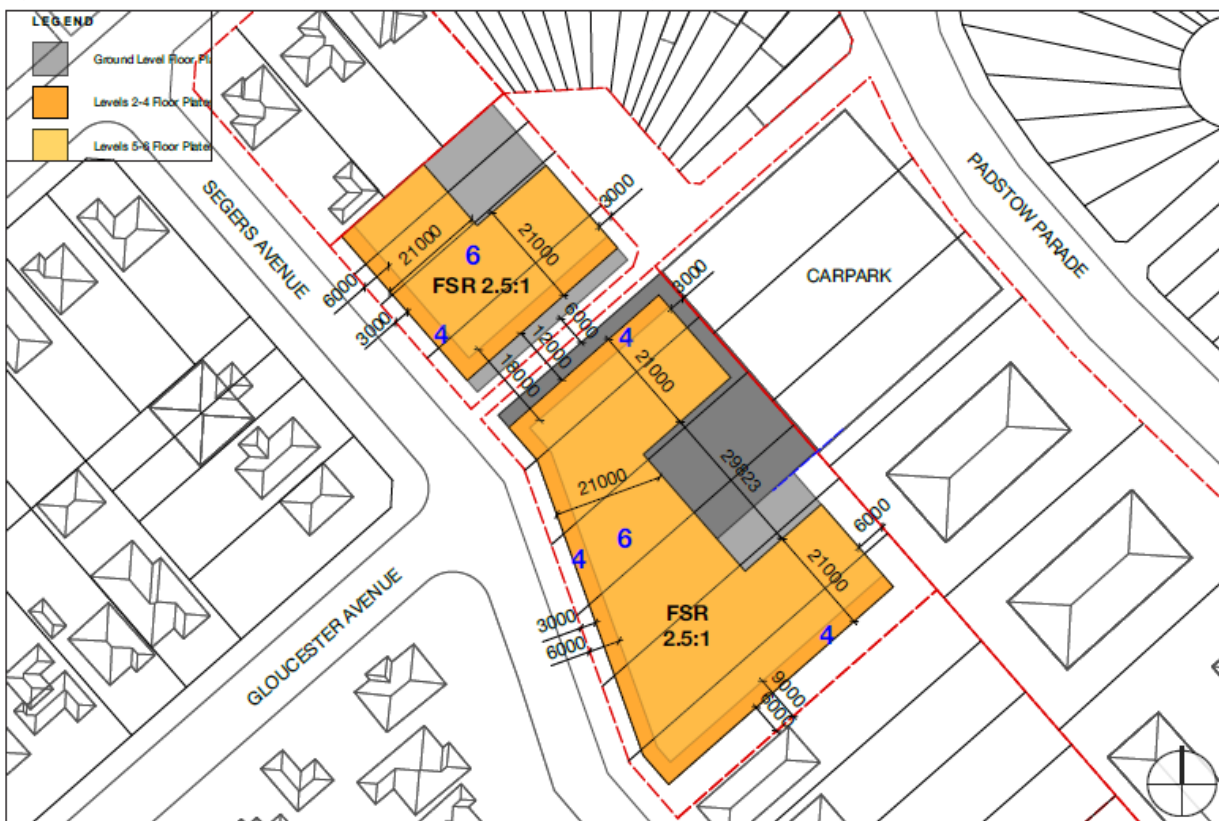 LEGEND
Ground Level Floor Pl
Levels 2-4 Floor Plate
Levels 5-6 Floor Plate
SEGERS AVENUE
PADSTOW PARADE
CARPARK
GLOUCESTER AVENUE
3000
21000
21000
6
FSR 2.5:1
6000
3000
4
18000
12000
6000
4
3000
21000
29823
21000
6
4
6000
21000
3000
6000
FSR
2.5:1
4
9000
6000